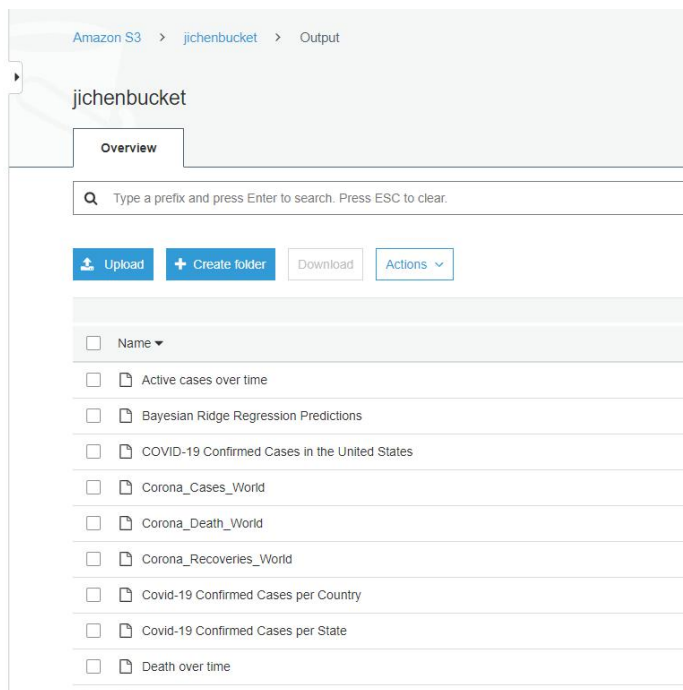 Amazon S3 > jichenbucket > Output
jichenbucket
Overview
Type a prefix and press Enter to search. Press ESC to clear.
Upload + Create folder Download Actions
Name
Active cases over time
Bayesian Ridge Regression Predictions
COVID-19 Confirmed Cases in the United States
Corona_Cases_World
Corona_Death_World
Corona_Recoveries_World
Covid-19 Confirmed Cases per Country
Covid-19 Confirmed Cases per State
Death over time